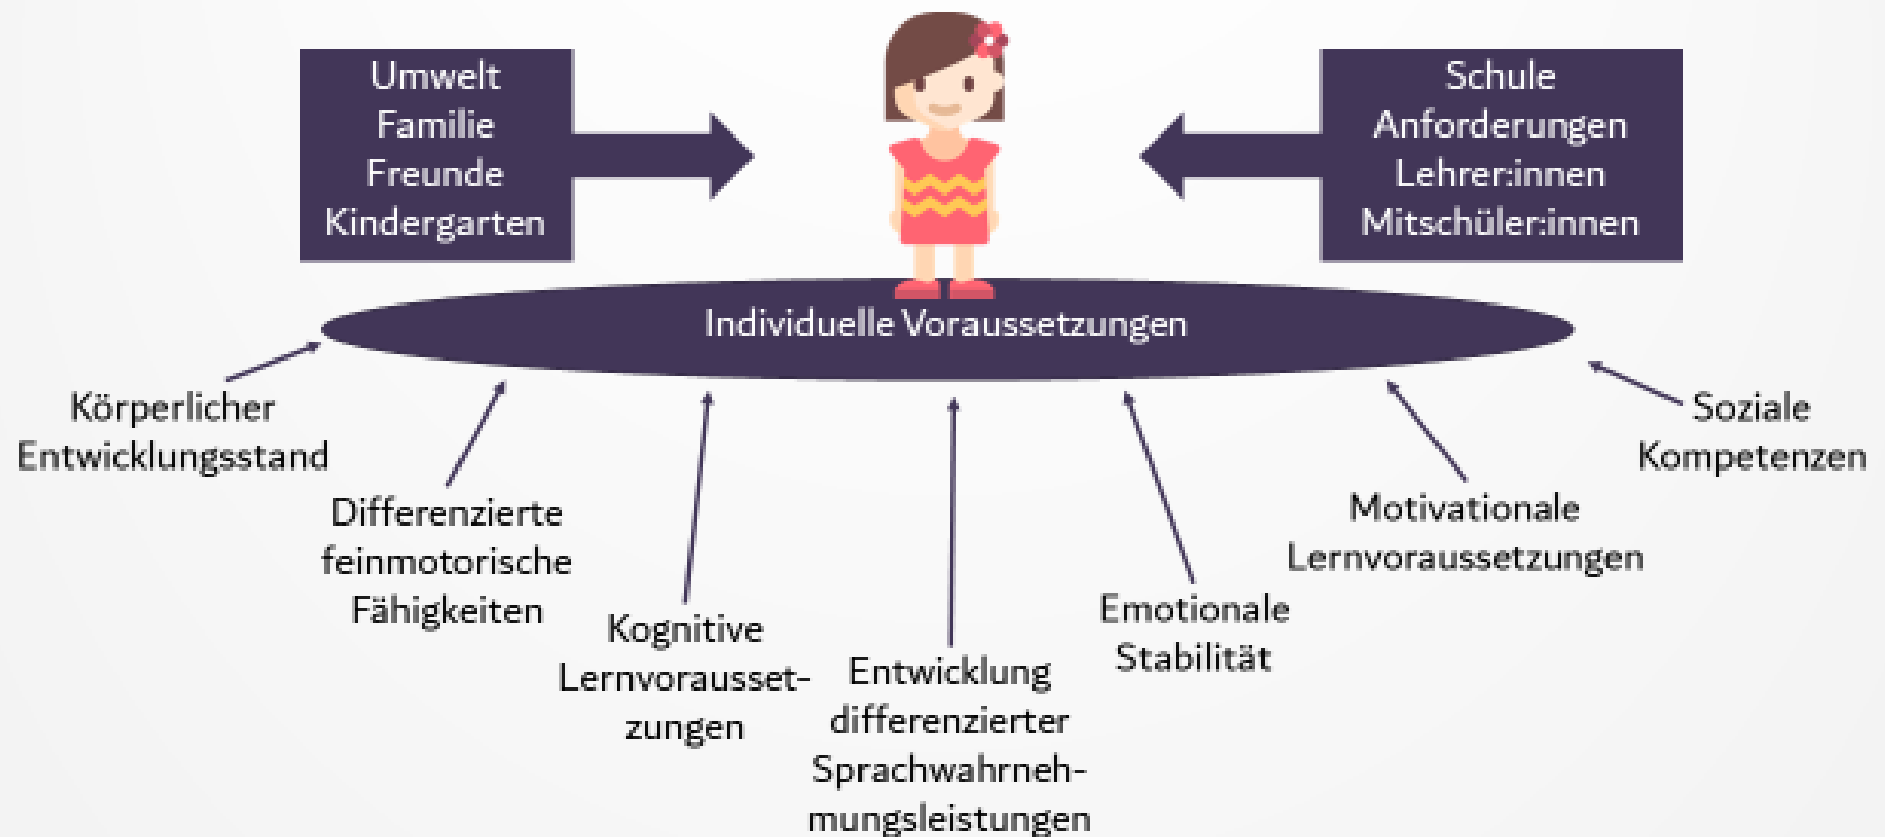 Umwelt
Familie
Freunde
Kindergarten
Schule
Anforderungen
Lehrer:innen
Mitschüler:innen
Individuelle Voraussetzungen
Körperlicher
Entwicklungsstand
Differenzierte
feinmotorische
Fähigkeiten
Kognitive
Lernvorausset-
zungen
Entwicklung
differenzierter
Sprachwahrneh-
mungsleistungen
Emotionale
Stabilität
Motivationale
Lernvoraussetzungen
Soziale
Kompetenzen